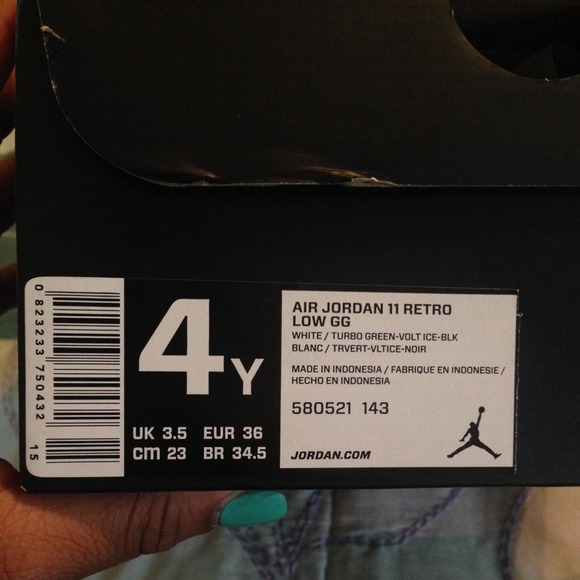 0 823233 750432 15
4Y
UK 3.5 EUR 36
CM 23 BR 34.5
AIR JORDAN 11 RETRO
LOW GG
WHITE / TURBO GREEN-VOLT ICE-BLK
BLANC / TRVERT-VLTICE-NOIR
MADE IN INDONESIA / FABRIQUE EN INDONESIE /
HECHO EN INDONESIA
580521 143
JORDAN.COM